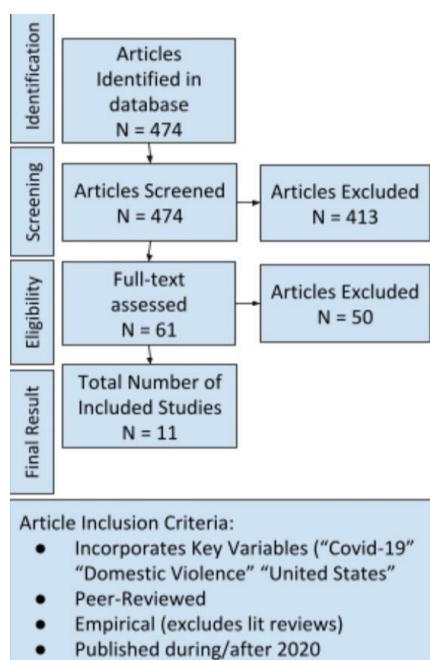 Identification
Articles
Identified in
database
N = 474
Screening
Articles Screened
N = 474
Articles Excluded
N = 413
Eligibility
Full-text
assessed
N = 61
Articles Excluded
N = 50
Final Result
Total Number of
Included Studies
N = 11
Article Inclusion Criteria:
● Incorporates Key Variables (“Covid-19”
“Domestic Violence” “United States”
● Peer-Reviewed
● Empirical (excludes lit reviews)
● Published during/after 2020